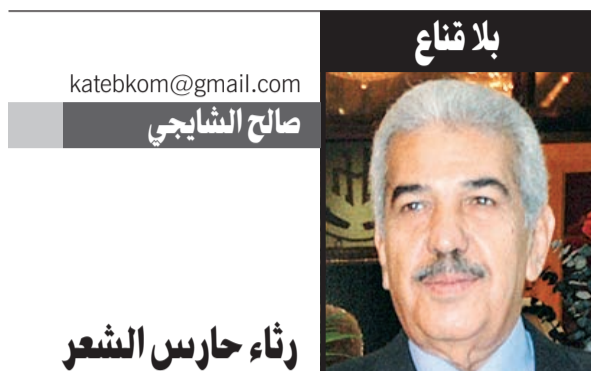 بلا قناع
katebkom@gmail.com
صالح الشايجي
رثاء حارس الشعر